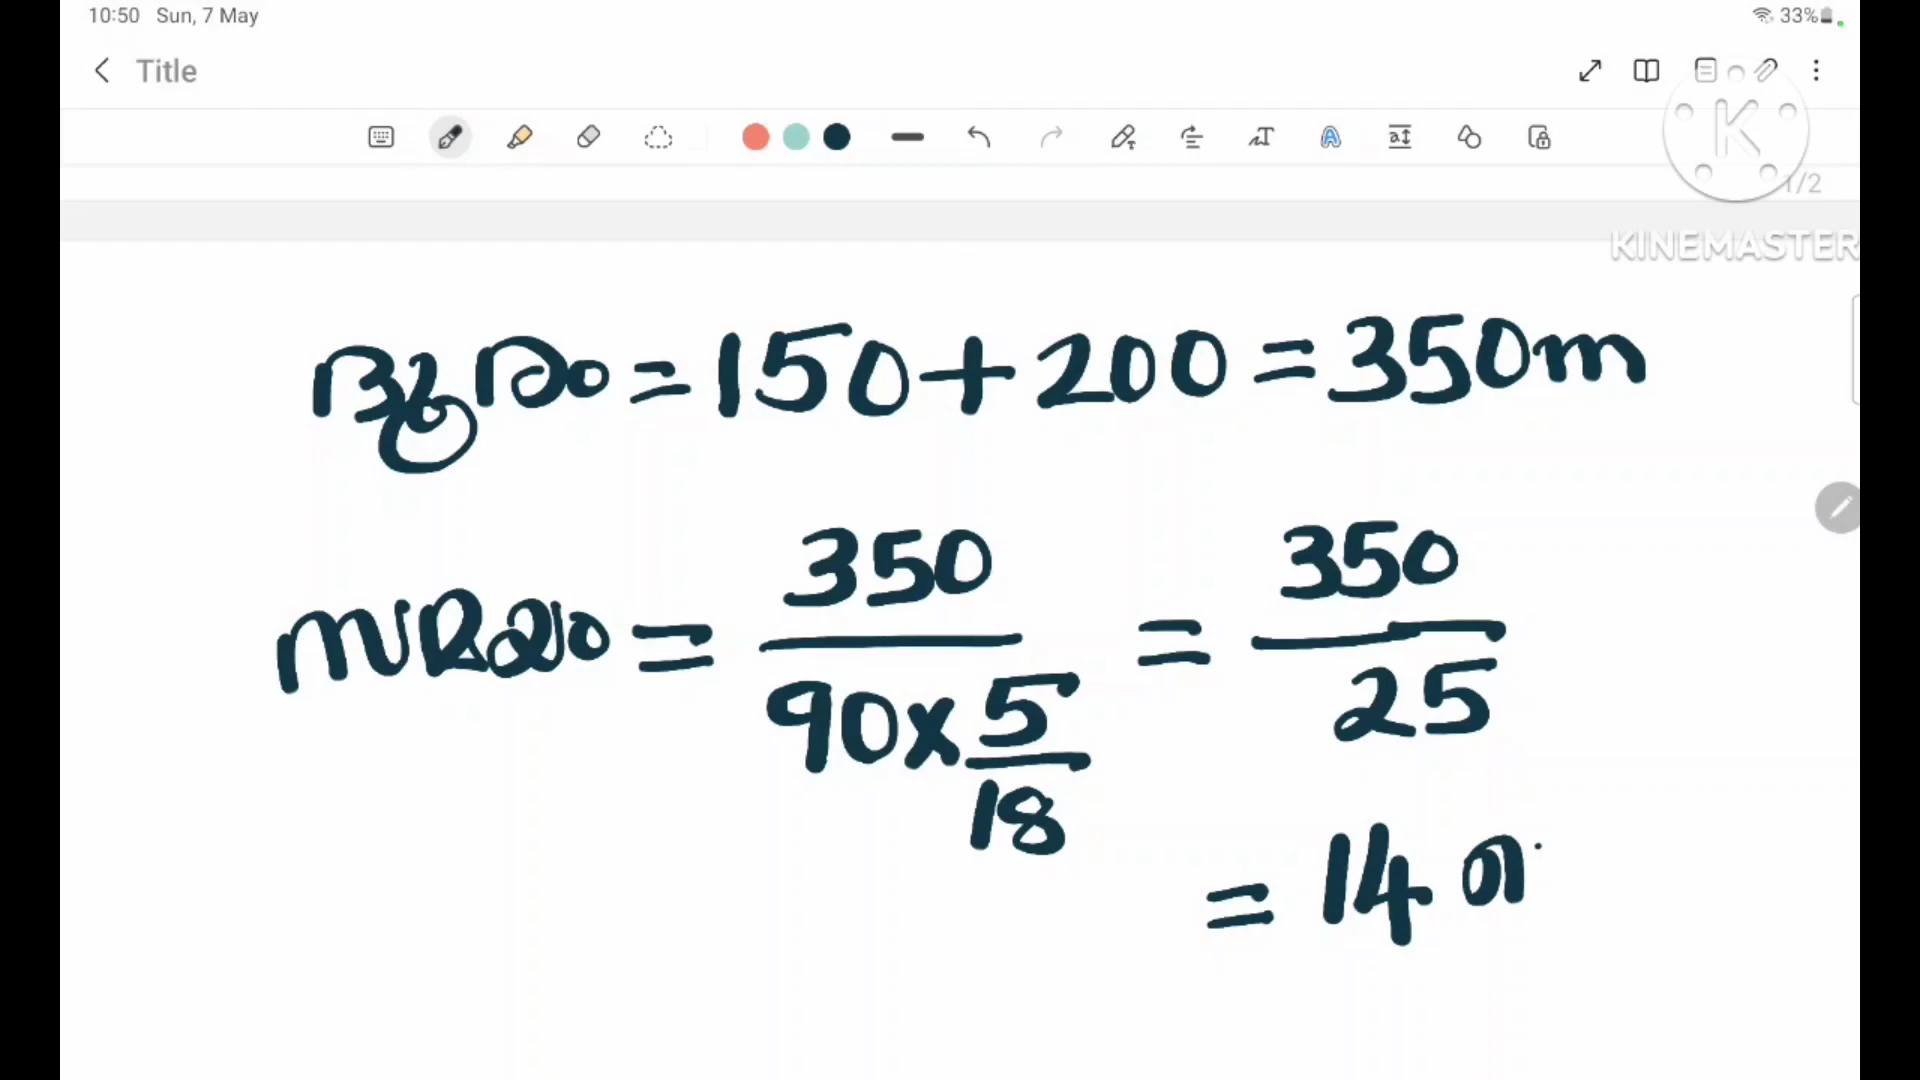 10:50 Sun, 7 May 33%
Title
1/2
KINEMASTER
ദൂരം = 150 + 200 = 350m
സമയം = 350 / 90 x 5/18 = 350 / 25
= 14